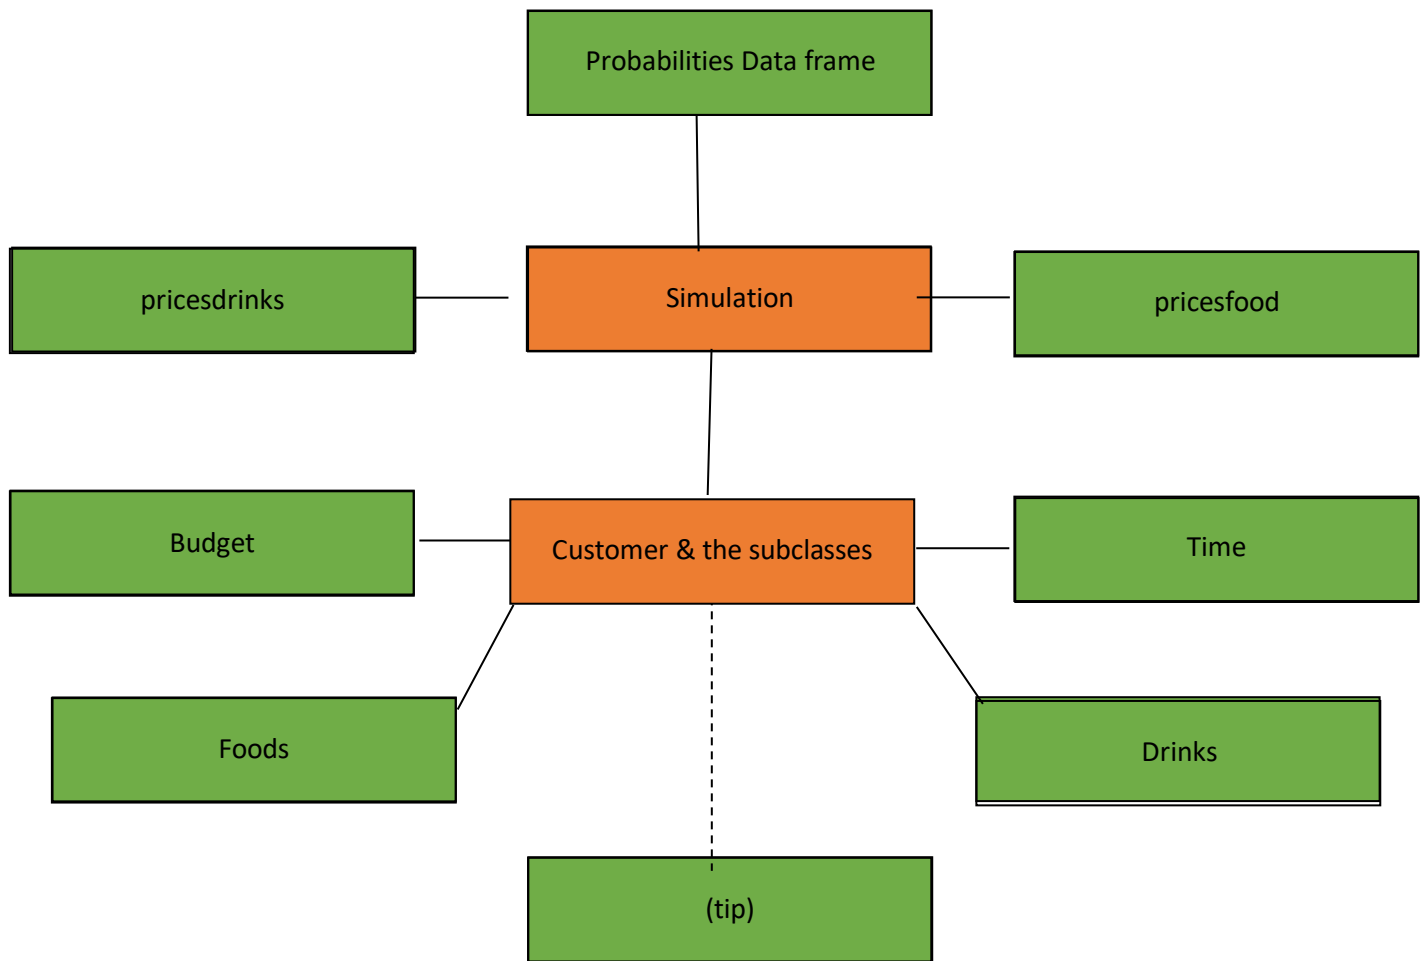 Probabilities Data frame
pricesdrinks
Simulation
pricesfood
Budget
Customer & the subclasses
Time
Foods
Drinks
(tip)